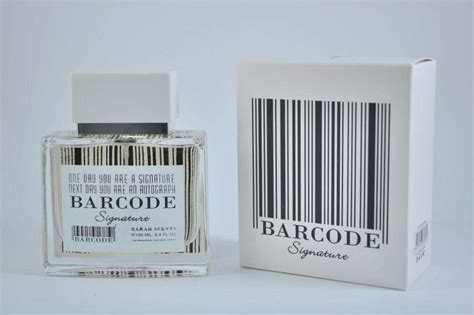 ONE DAY YOU ARE A SIGNATURE
NEXT DAY YOU ARE AN AUTOGRAPH
BARCODE
Signature
ZARAH SCENTS
BARCODE
BARCODE
Signature